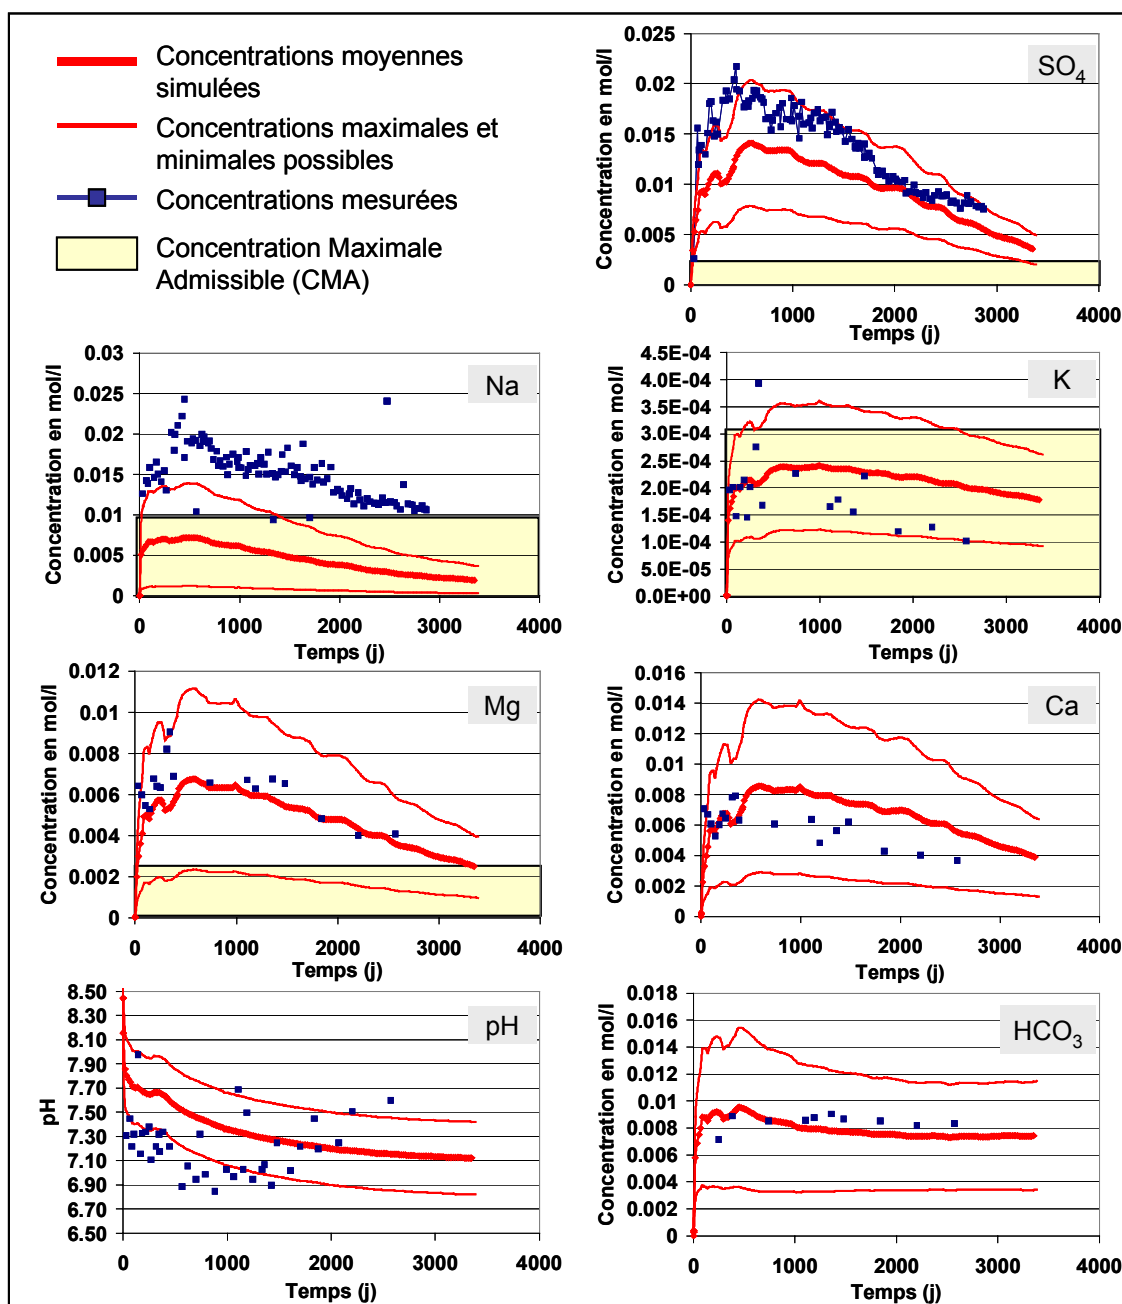 Concentrations moyennes
simulées
Concentrations maximales et
minimales possibles
Concentrations mesurées
Concentration Maximale
Admissible (CMA)
SO4
Concentration en mol/l
0.025
0.02
0.015
0.01
0.005
0
0 1000 2000 3000 4000
Temps (j)
Na
Concentration en mol/l
0.03
0.025
0.02
0.015
0.01
0.005
0
0 1000 2000 3000 4000
Temps (j)
K
Concentration en mol/l
4.5E-04
4.0E-04
3.5E-04
3.0E-04
2.5E-04
2.0E-04
1.5E-04
1.0E-04
5.0E-05
0.0E+00
0 1000 2000 3000 4000
Temps (j)
Mg
Concentration en mol/l
0.012
0.01
0.008
0.006
0.004
0.002
0
0 1000 2000 3000 4000
Temps (j)
Ca
Concentration en mol/l
0.016
0.014
0.012
0.01
0.008
0.006
0.004
0.002
0
0 1000 2000 3000 4000
Temps (j)
pH
pH
8.50
8.30
8.10
7.90
7.70
7.50
7.30
7.10
6.90
6.70
6.50
0 1000 2000 3000 4000
Temps (j)
HCO3
Concentration en mol/l
0.018
0.016
0.014
0.012
0.01
0.008
0.006
0.004
0.002
0
0 1000 2000 3000 4000
Temps (j)